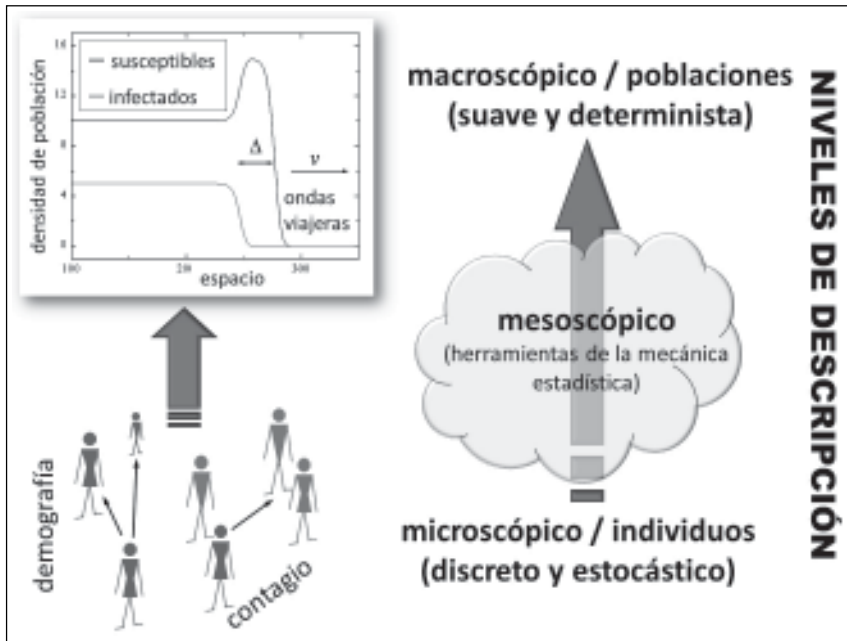 16
12
8
4
0
susceptibles
infectados
Δ
v
ondas
viajeras
densidad de población
100
200
300
espacio
demografía
contagio
macroscópico / poblaciones
(suave y determinista)
mesoscópico
(herramientas de la mecánica
estadística)
microscópico / individuos
(discreto y estocástico)
NIVELES DE DESCRIPCIÓN